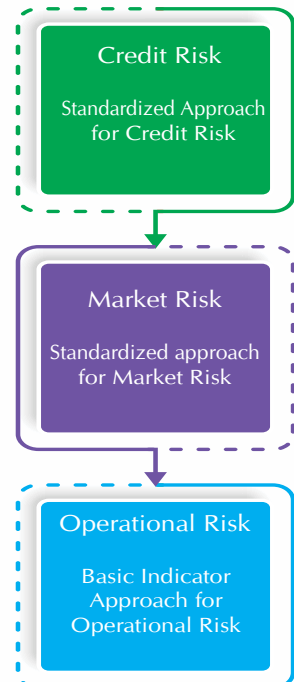 Credit Risk
Standardized Approach
for Credit Risk
Market Risk
Standardized approach
for Market Risk
Operational Risk
Basic Indicator
Approach for
Operational Risk